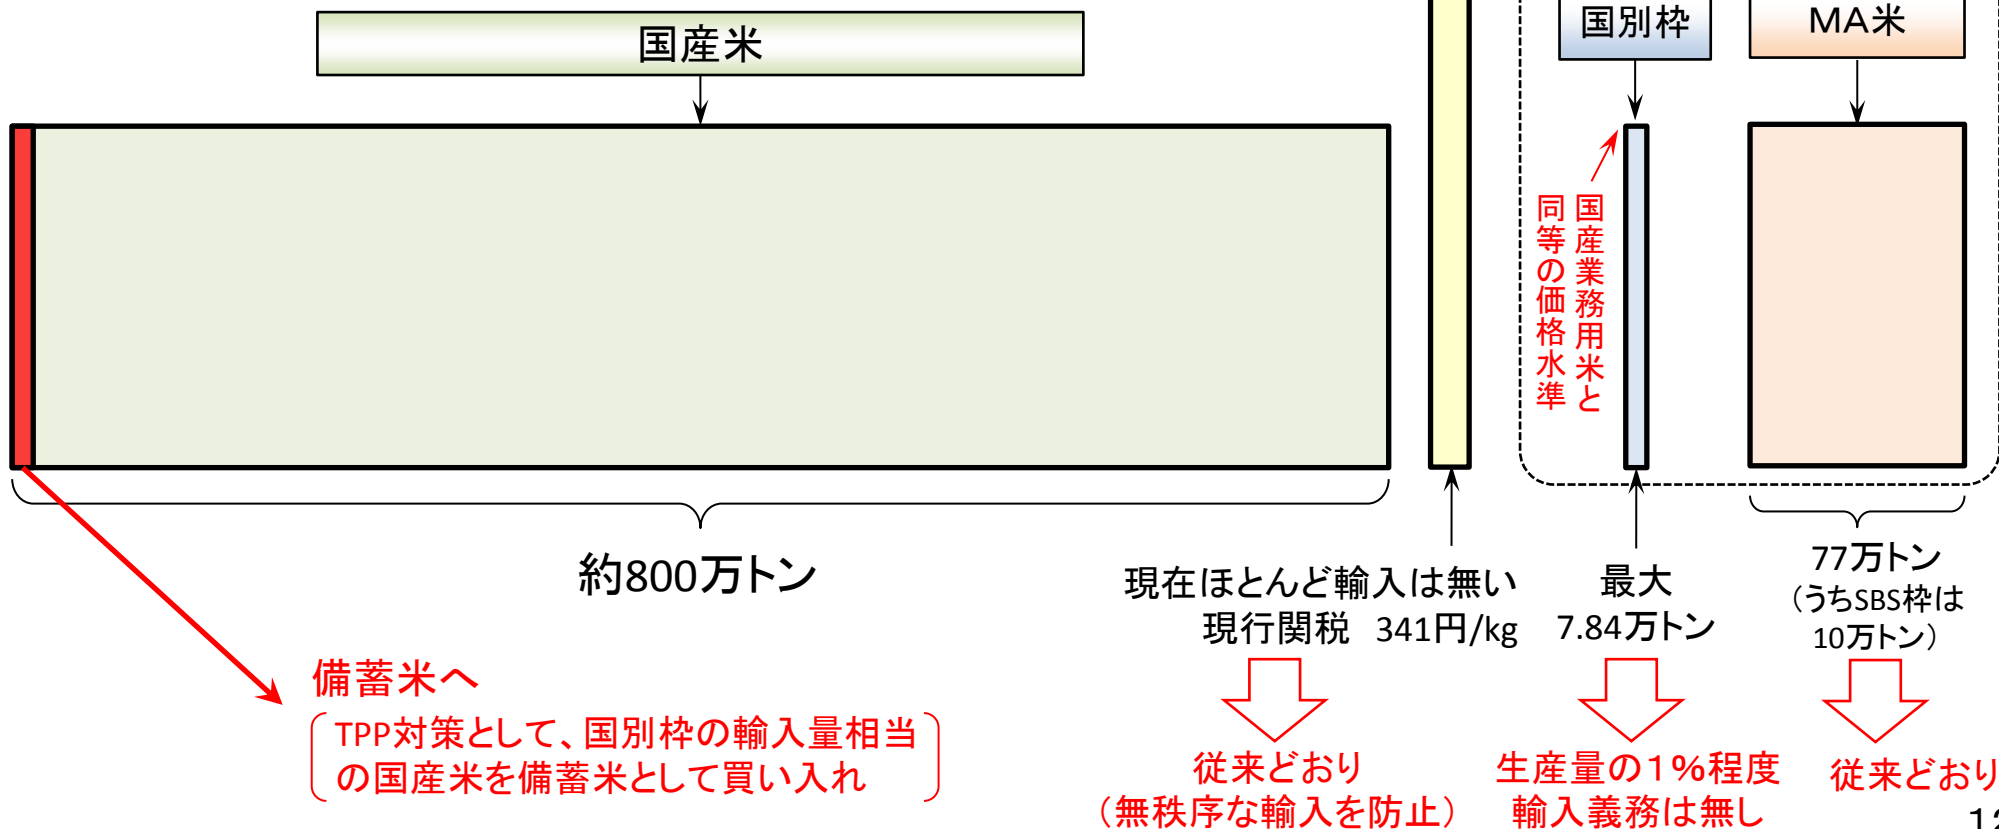 国産米
国別枠
MA米
国産業務用米と
同等の価格水準
約800万トン
現在ほとんど輸入は無い
現行関税 341円/kg
最大
7.84万トン
77万トン
（うちSBS枠は
10万トン）
備蓄米へ
TPP対策として、国別枠の輸入量相当
の国産米を備蓄米として買い入れ
従来どおり
（無秩序な輸入を防止）
生産量の1%程度
輸入義務は無し
従来どおり